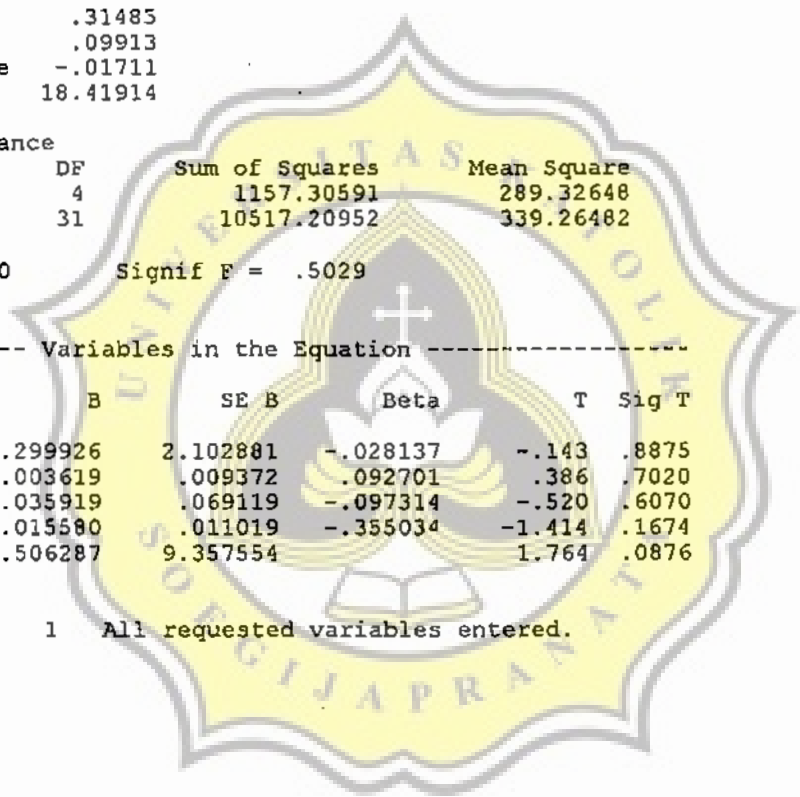 .31485
.09913
e -.01711
18.41914
ance
DF Sum of Squares Mean Square
4 1157.30591 289.32648
31 10517.20952 339.26482
0 Signif F = .5029
-- Variables in the Equation -------------------
B SE B Beta T Sig T
.299926 2.102881 -.028137 -.143 .8875
.003619 .009372 .092701 .386 .7020
.035919 .069119 -.097314 -.520 .6070
.015580 .011019 -.355034 -1.414 .1674
.506287 9.357554 1.764 .0876
1 All requested variables entered.
UNIVERSITAS KATOLIK
SOEGIJAPRANATA